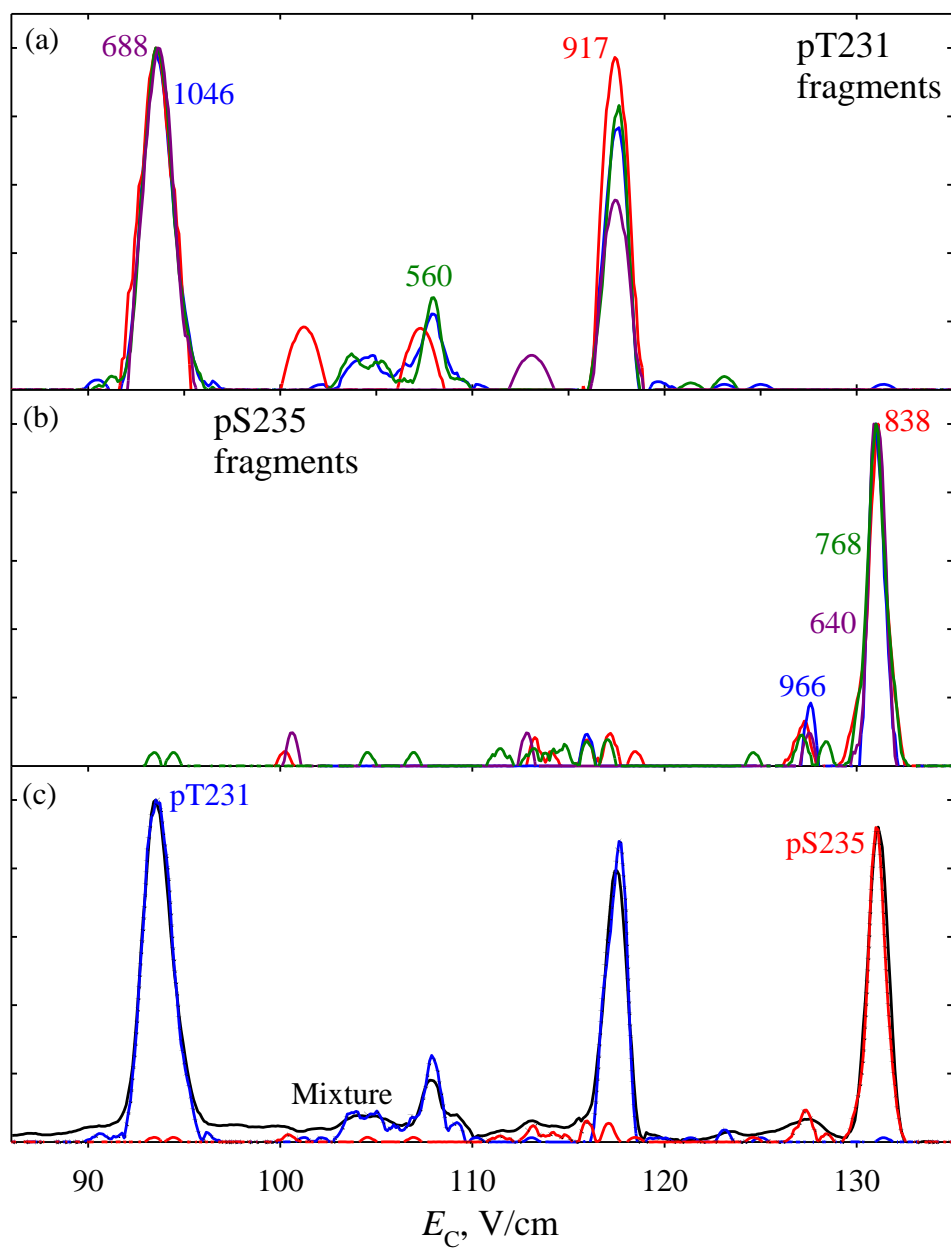 (a)
688
1046
917
pT231
fragments
560
(b)
pS235
fragments
838
768
640
966
(c)
pT231
pS235
Mixture
90 100 110 120 130
E_C, V/cm